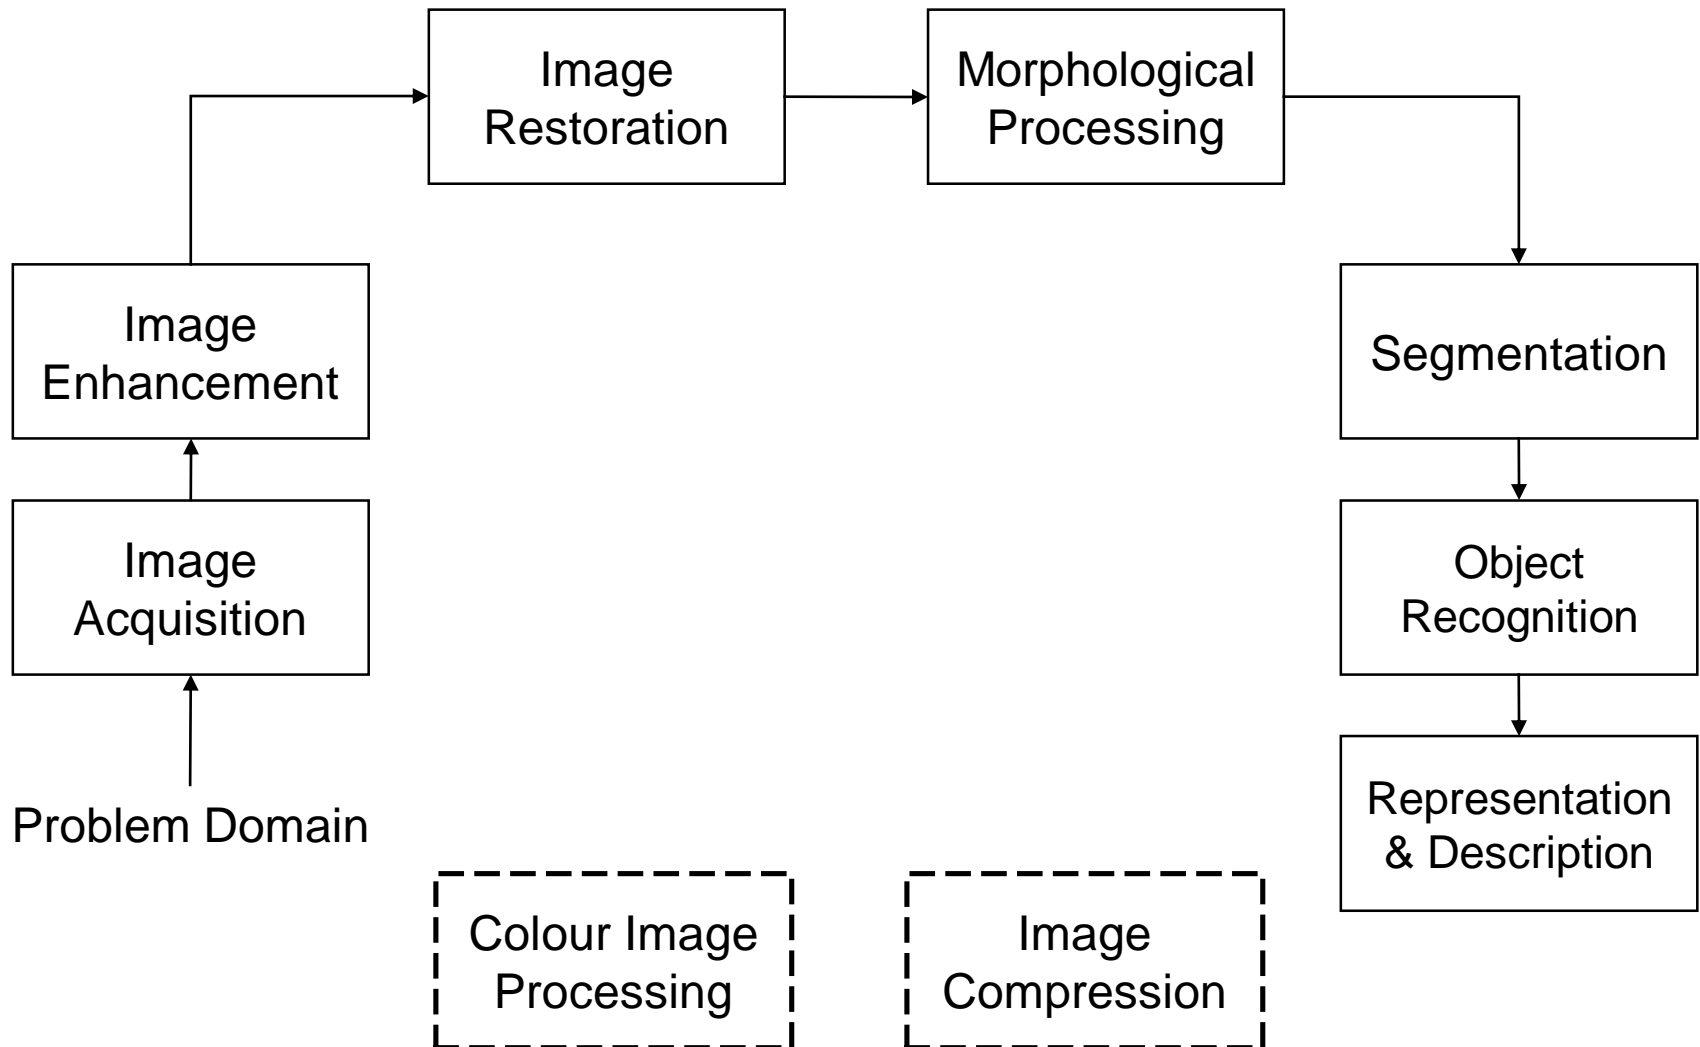 Image
Restoration
Morphological
Processing
Image
Enhancement
Segmentation
Image
Acquisition
Object
Recognition
Problem Domain
Representation
& Description
Colour Image
Processing
Image
Compression